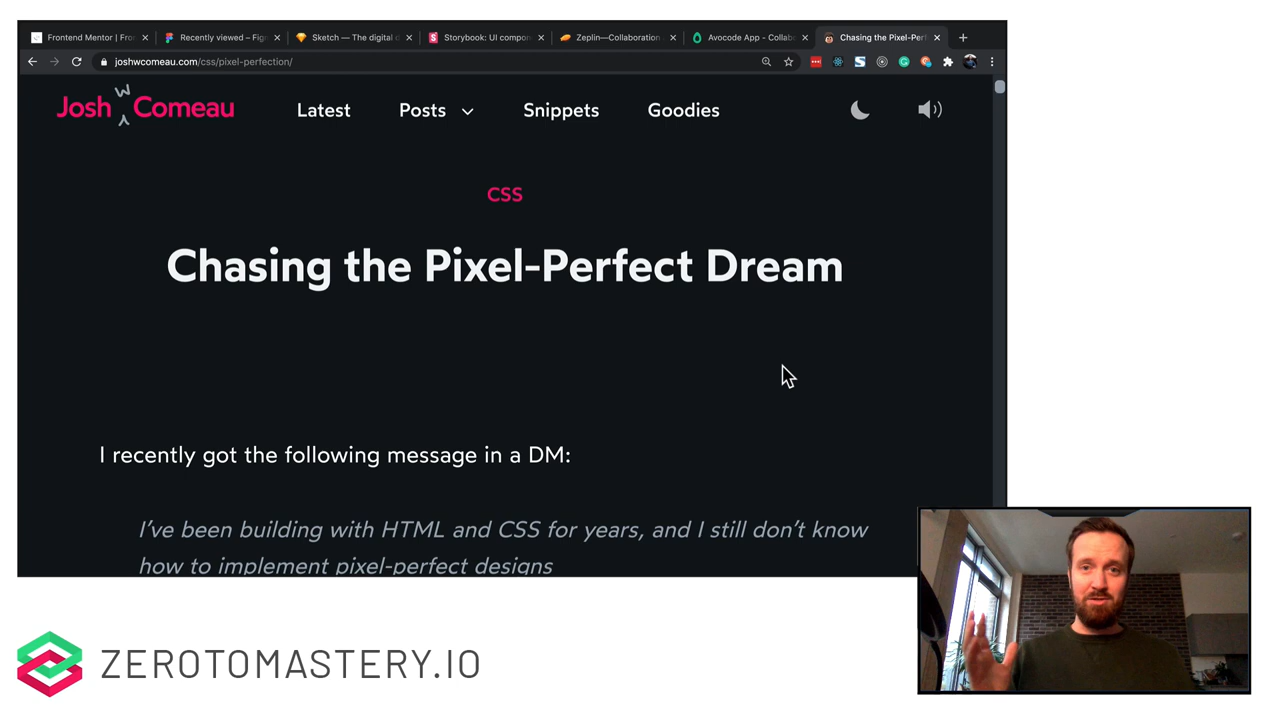 Frontend Mentor | Fro
Recently viewed – Fig
Sketch — The digital d
Storybook: UI compon
Zeplin—Collaboration
Avocode App - Collab
Chasing the Pixel-Perf
joshwcomeau.com/css/pixel-perfection/
Josh W Comeau
Latest
Posts
Snippets
Goodies
CSS
Chasing the Pixel-Perfect Dream
I recently got the following message in a DM:
I've been building with HTML and CSS for years, and I still don't know
how to implement pixel-perfect designs
ZEROTOMASTERY.IO